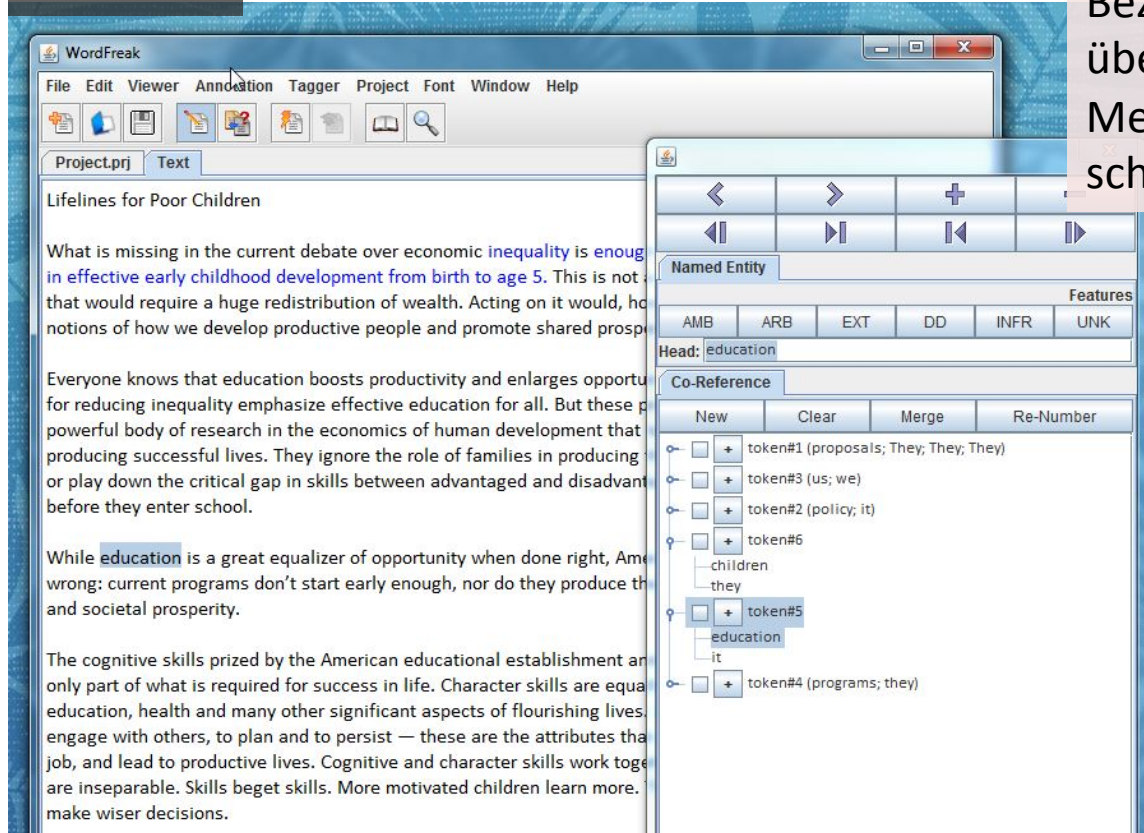 Bez
übe
Me
sch
WordFreak
File Edit Viewer Annotation Tagger Project Font Window Help
Project.prj Text
Lifelines for Poor Children
What is missing in the current debate over economic inequality is enoug
in effective early childhood development from birth to age 5. This is not
that would require a huge redistribution of wealth. Acting on it would, ho
notions of how we develop productive people and promote shared prosp
Everyone knows that education boosts productivity and enlarges opportu
for reducing inequality emphasize effective education for all. But these p
powerful body of research in the economics of human development that
producing successful lives. They ignore the role of families in producing
or play down the critical gap in skills between advantaged and disadvant
before they enter school.
While education is a great equalizer of opportunity when done right, Ame
wrong: current programs don't start early enough, nor do they produce th
and societal prosperity.
The cognitive skills prized by the American educational establishment an
only part of what is required for success in life. Character skills are equa
education, health and many other significant aspects of flourishing lives.
engage with others, to plan and to persist — these are the attributes tha
job, and lead to productive lives. Cognitive and character skills work toge
are inseparable. Skills beget skills. More motivated children learn more.
make wiser decisions.
Named Entity
Features
AMB ARB EXT DD INFR UNK
Head: education
Co-Reference
New Clear Merge Re-Number
token#1 (proposals; They; They; They)
token#3 (us; we)
token#2 (policy; it)
token#6
children
they
token#5
education
it
token#4 (programs; they)